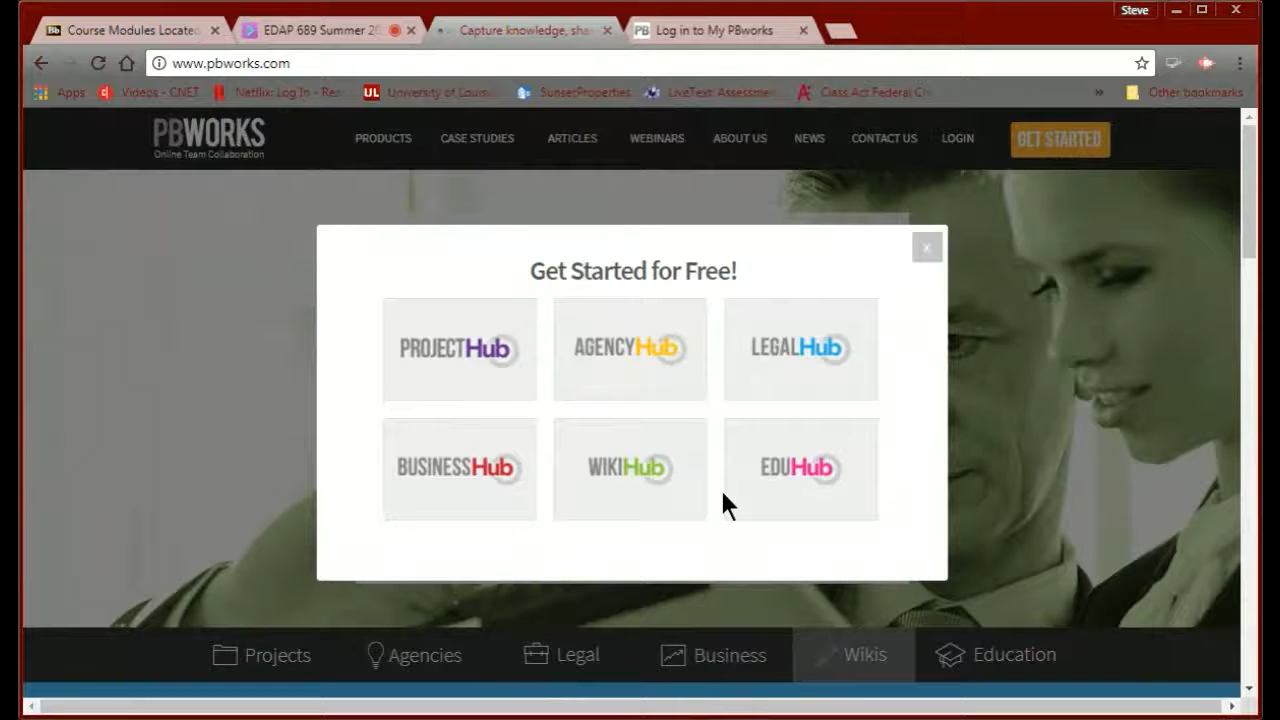 Steve
Course Modules Locatec
EDAP 689 Summer 20
Capture knowledge, sha
Log in to My PBworks
www.pbworks.com
Apps
Videos - CNET
Netflix: Log In - Res
University of Louis
SunsetProperties
LiveText: Assessme
Class Act Federal Cr
Other bookmarks
PBWORKS
Online Team Collaboration
PRODUCTS
CASE STUDIES
ARTICLES
WEBINARS
ABOUT US
NEWS
CONTACT US
LOGIN
GET STARTED
x
Get Started for Free!
PROJECTHub
AGENCYHub
LEGALHub
BUSINESSHub
WIKIHub
EDUHub
Projects
Agencies
Legal
Business
Wikis
Education